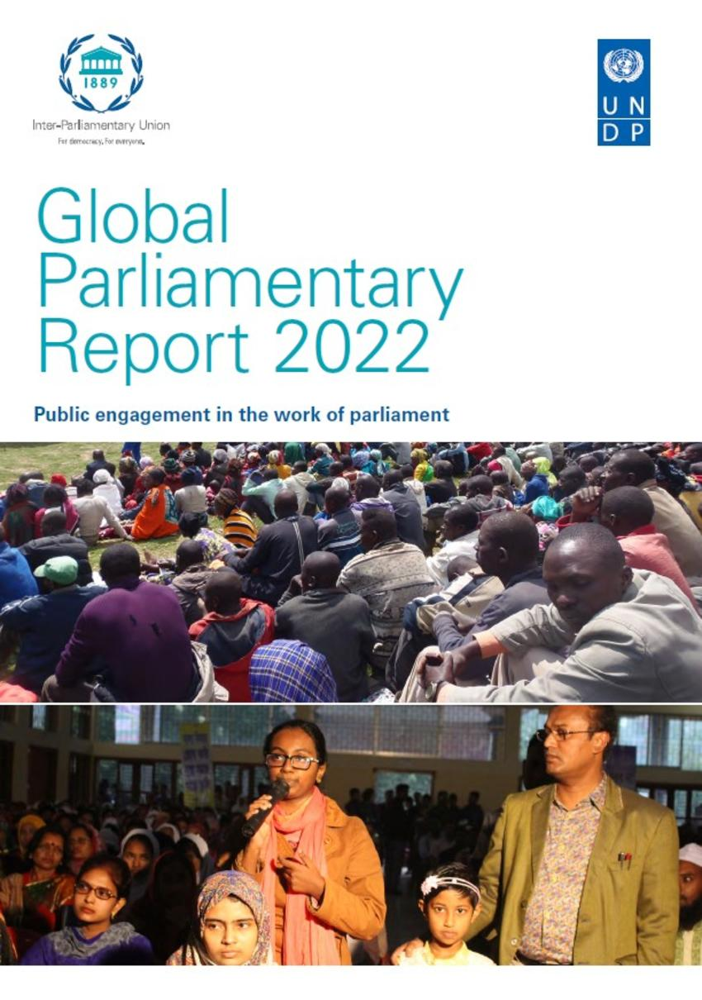 1889
Inter-Parliamentary Union
For democracy. For everyone.
U N
D P
Global
Parliamentary
Report 2022
Public engagement in the work of parliament